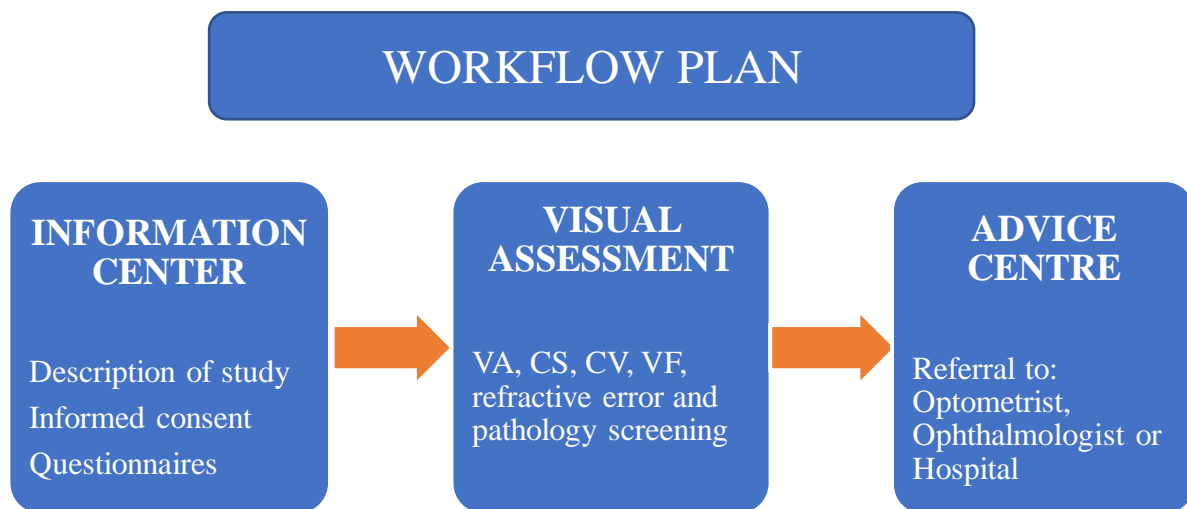 WORKFLOW PLAN
INFORMATION
CENTER
Description of study
Informed consent
Questionnaires
VISUAL
ASSESSMENT
VA, CS, CV, VF,
refractive error and
pathology screening
ADVICE
CENTRE
Referral to:
Optometrist,
Ophthalmologist or
Hospital